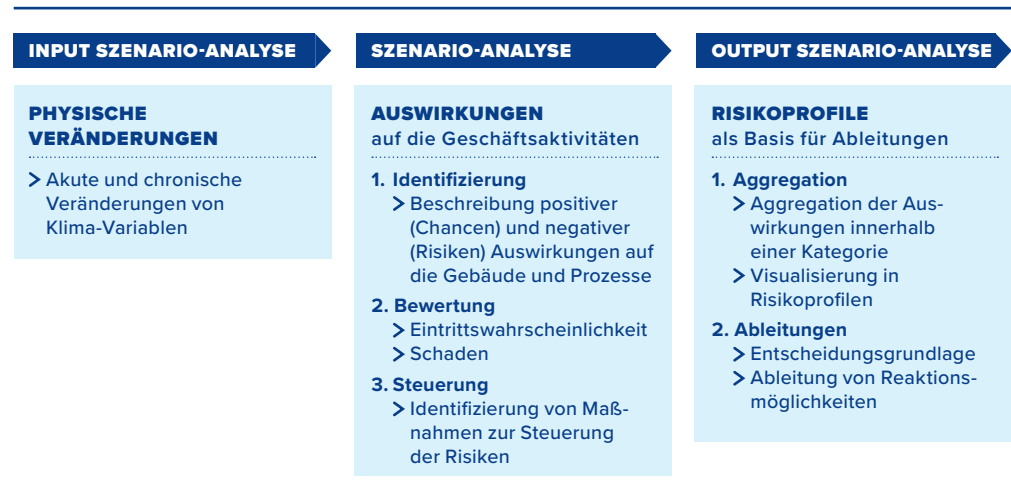 INPUT SZENARIO-ANALYSE
PHYSISCHE
VERÄNDERUNGEN
> Akute und chronische
Veränderungen von
Klima-Variablen
SZENARIO-ANALYSE
AUSWIRKUNGEN
auf die Geschäftsaktivitäten
1. Identifizierung
> Beschreibung positiver
(Chancen) und negativer
(Risiken) Auswirkungen auf
die Gebäude und Prozesse
2. Bewertung
> Eintrittswahrscheinlichkeit
> Schaden
3. Steuerung
> Identifizierung von Maß-
nahmen zur Steuerung
der Risiken
OUTPUT SZENARIO-ANALYSE
RISIKOPROFILE
als Basis für Ableitungen
1. Aggregation
> Aggregation der Aus-
wirkungen innerhalb
einer Kategorie
> Visualisierung in
Risikoprofilen
2. Ableitungen
> Entscheidungsgrundlage
> Ableitung von Reaktions-
möglichkeiten